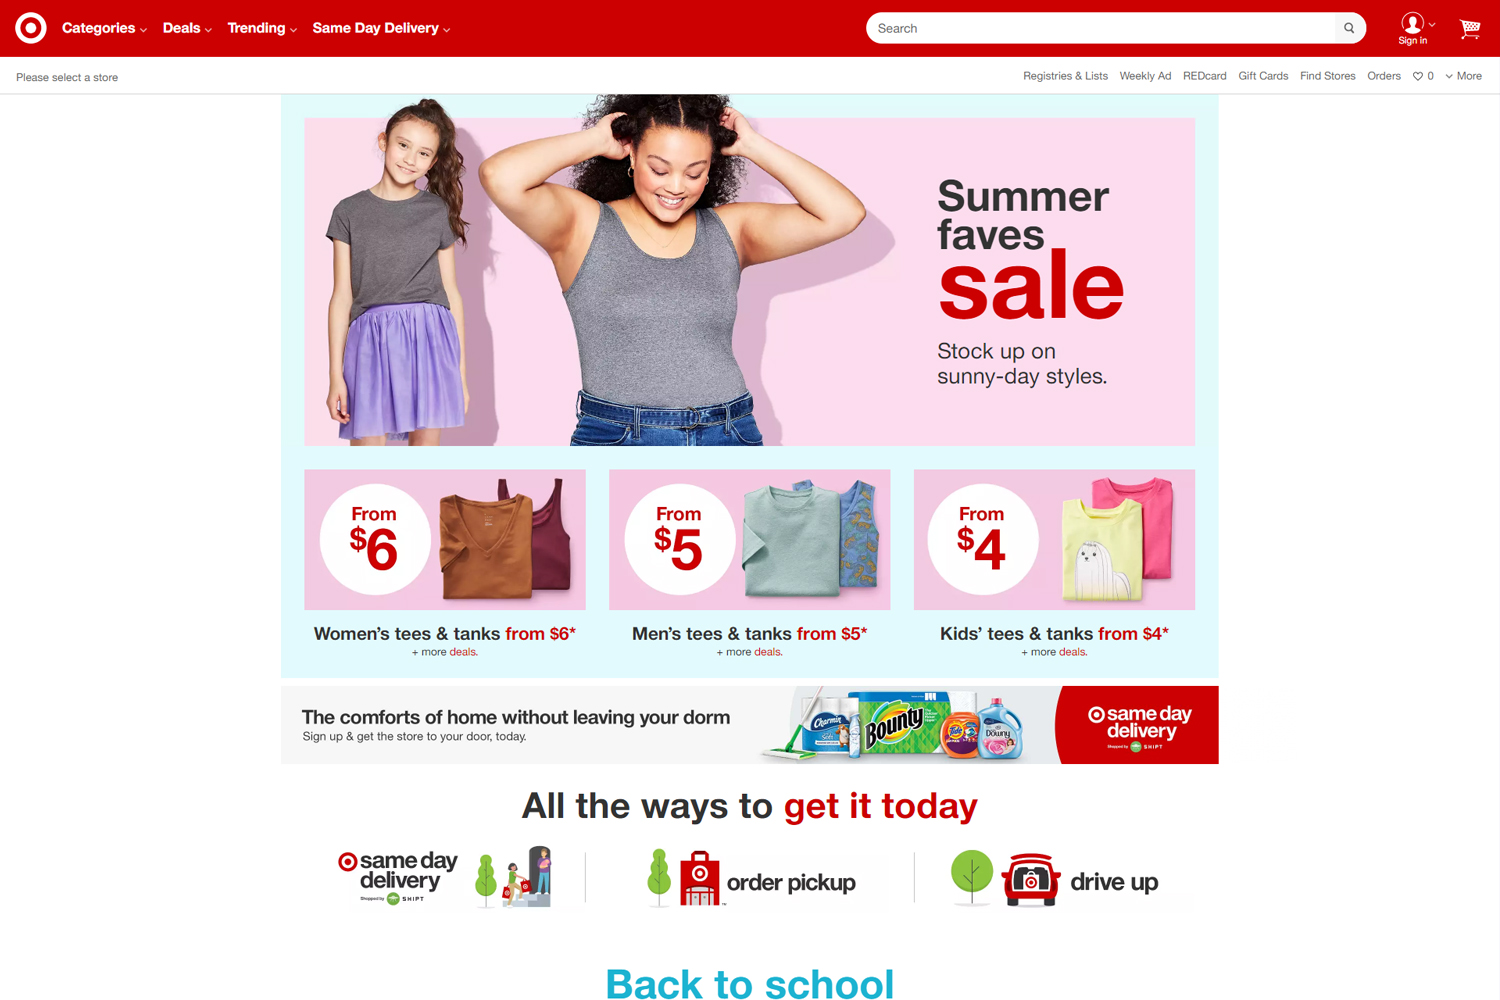 Categories
Deals
Trending
Same Day Delivery
Search
Sign In
Please select a store
Registries & Lists
Weekly Ad
REDcard
Gift Cards
Find Stores
Orders
0
More
Summer
faves
sale
Stock up on
sunny-day styles.
From
$6
From
$5
From
$4
Women's tees & tanks from $6*
+ more deals.
Men's tees & tanks from $5*
+ more deals.
Kids' tees & tanks from $4*
+ more deals.
The comforts of home without leaving your dorm
Sign up & get the store to your door, today.
Charmin
Soft
Bounty
Tide
Downy
same day
delivery
Shopped by SHIPT
All the ways to get it today
same day
delivery
Shopped by SHIPT
order pickup
drive up
Back to school